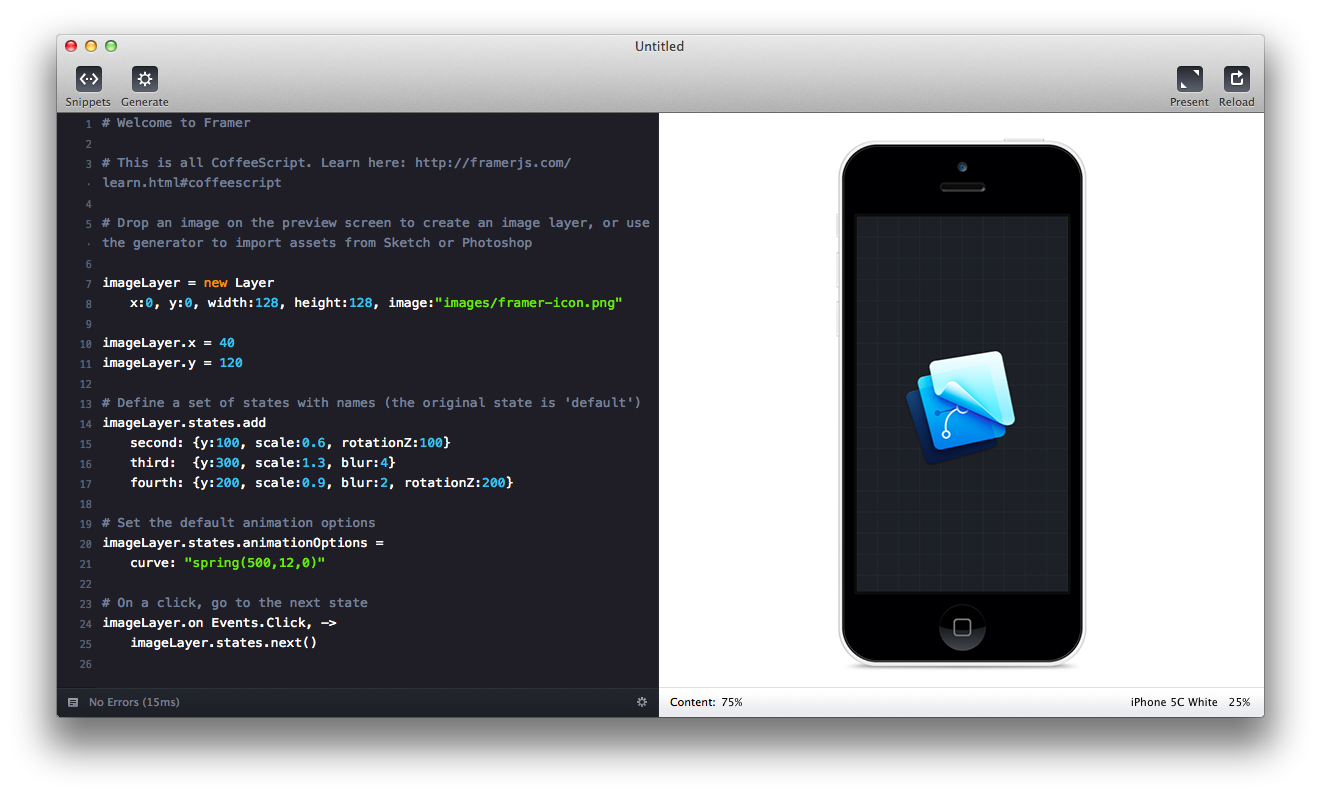 Untitled
Snippets Generate Present Reload
1 # Welcome to Framer
2
3 # This is all CoffeeScript. Learn here: http://framerjs.com/
· learn.html#coffeescript
4
5 # Drop an image on the preview screen to create an image layer, or use
· the generator to import assets from Sketch or Photoshop
6
7 imageLayer = new Layer
8 x:0, y:0, width:128, height:128, image:"images/framer-icon.png"
9
10 imageLayer.x = 40
11 imageLayer.y = 120
12
13 # Define a set of states with names (the original state is 'default')
14 imageLayer.states.add
15 second: {y:100, scale:0.6, rotationZ:100}
16 third:  {y:300, scale:1.3, blur:4}
17 fourth: {y:200, scale:0.9, blur:2, rotationZ:200}
18
19 # Set the default animation options
20 imageLayer.states.animationOptions =
21 curve: "spring(500,12,0)"
22
23 # On a click, go to the next state
24 imageLayer.on Events.Click, ->
25 imageLayer.states.next()
26
No Errors (15ms)
Content: 75% iPhone 5C White 25%